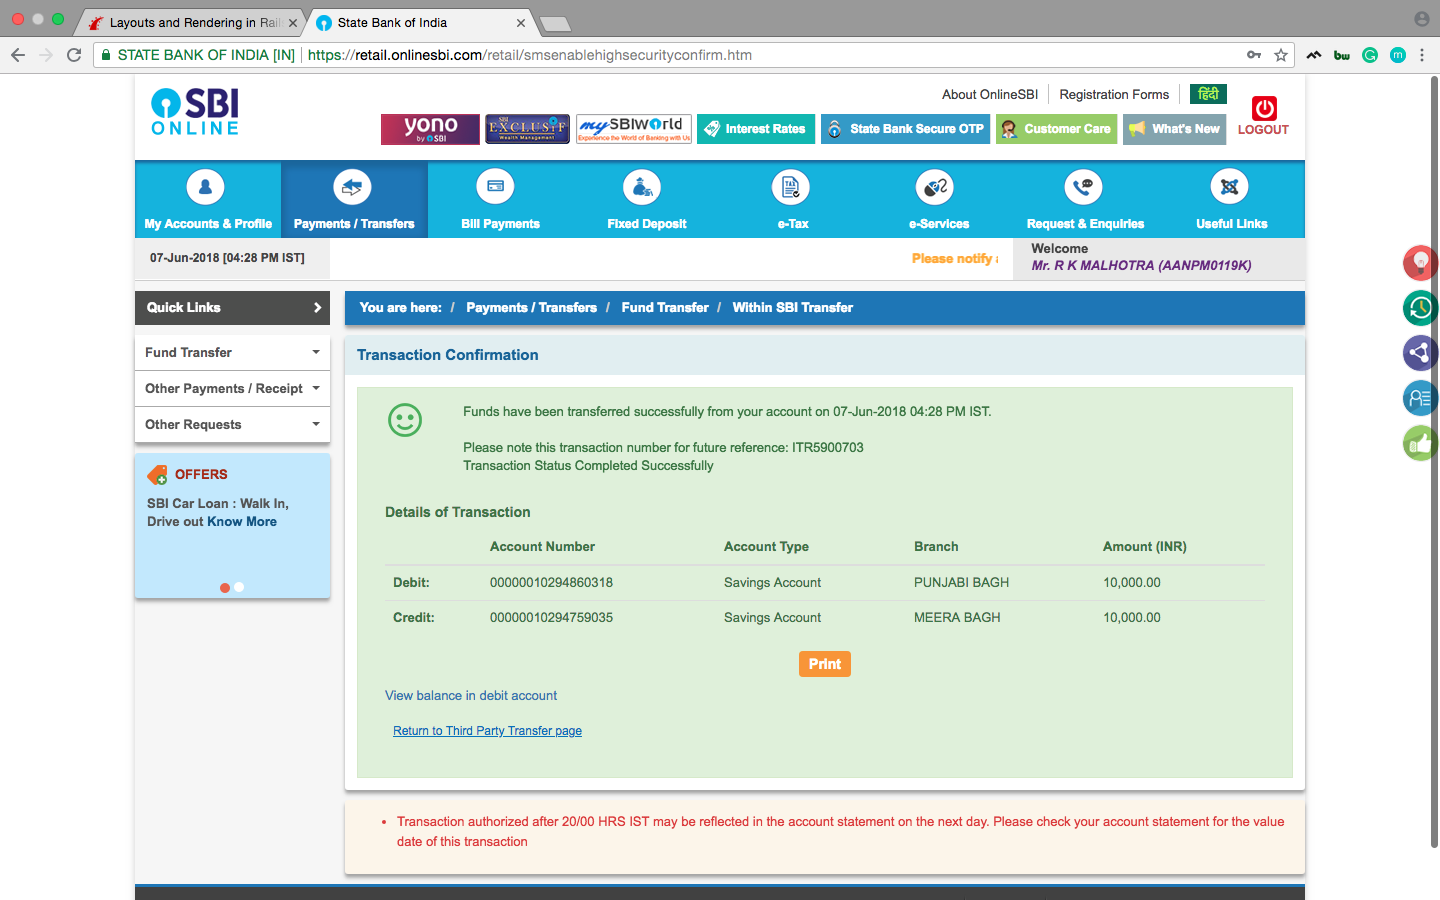 Layouts and Rendering in Rail
State Bank of India
STATE BANK OF INDIA [IN] https://retail.onlinesbi.com/retail/smsenablehighsecurityconfirm.htm
bw
G
m
SBI
ONLINE
About OnlineSBI
Registration Forms
हिंदी
LOGOUT
yono
by SBI
SBI
EXCLUSIF
Wealth Management
mySBIWorld
Experience the World of Banking with Us
Interest Rates
State Bank Secure OTP
Customer Care
What's New
My Accounts & Profile
Payments / Transfers
Bill Payments
Fixed Deposit
TAX
e-Tax
e-Services
Request & Enquiries
Useful Links
07-Jun-2018 [04:28 PM IST]
Please notify
Welcome
Mr. R K MALHOTRA (AANPM0119K)
Quick Links
Fund Transfer
Other Payments / Receipt
Other Requests
OFFERS
SBI Car Loan : Walk In,
Drive out Know More
You are here: / Payments / Transfers / Fund Transfer / Within SBI Transfer
Transaction Confirmation
Funds have been transferred successfully from your account on 07-Jun-2018 04:28 PM IST.
Please note this transaction number for future reference: ITR5900703
Transaction Status Completed Successfully
Details of Transaction
Account Number Account Type Branch Amount (INR)
Debit: 00000010294860318 Savings Account PUNJABI BAGH 10,000.00
Credit: 00000010294759035 Savings Account MEERA BAGH 10,000.00
Print
View balance in debit account
Return to Third Party Transfer page
• Transaction authorized after 20/00 HRS IST may be reflected in the account statement on the next day. Please check your account statement for the value
date of this transaction